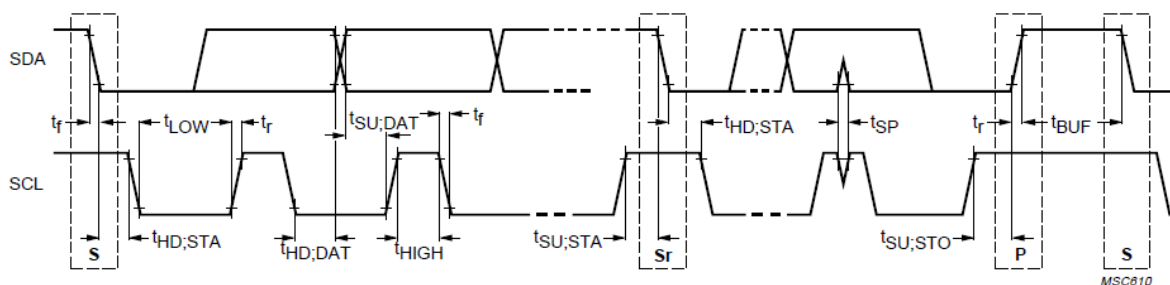 SDA
t_f t_LOW t_r t_SU;DAT t_f t_HD;STA t_SP t_r t_BUF
SCL
t_HD;STA t_HD;DAT t_HIGH t_SU;STA t_SU;STO
S Sr P S
MSC610